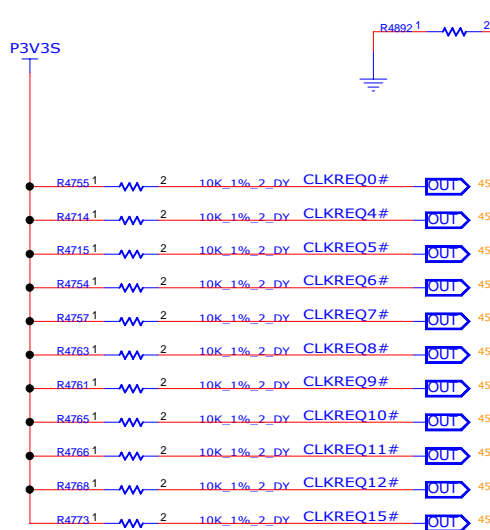 R4892 1 2
P3V3S
R4755 1 2 10K_1%_2_DY CLKREQ0# OUT 45
R4714 1 2 10K_1%_2_DY CLKREQ4# OUT 45
R4715 1 2 10K_1%_2_DY CLKREQ5# OUT 45
R4754 1 2 10K_1%_2_DY CLKREQ6# OUT 45
R4757 1 2 10K_1%_2_DY CLKREQ7# OUT 45
R4763 1 2 10K_1%_2_DY CLKREQ8# OUT 45
R4761 1 2 10K_1%_2_DY CLKREQ9# OUT 45
R4765 1 2 10K_1%_2_DY CLKREQ10# OUT 45
R4766 1 2 10K_1%_2_DY CLKREQ11# OUT 45
R4768 1 2 10K_1%_2_DY CLKREQ12# OUT 45
R4773 1 2 10K_1%_2_DY CLKREQ15# OUT 45